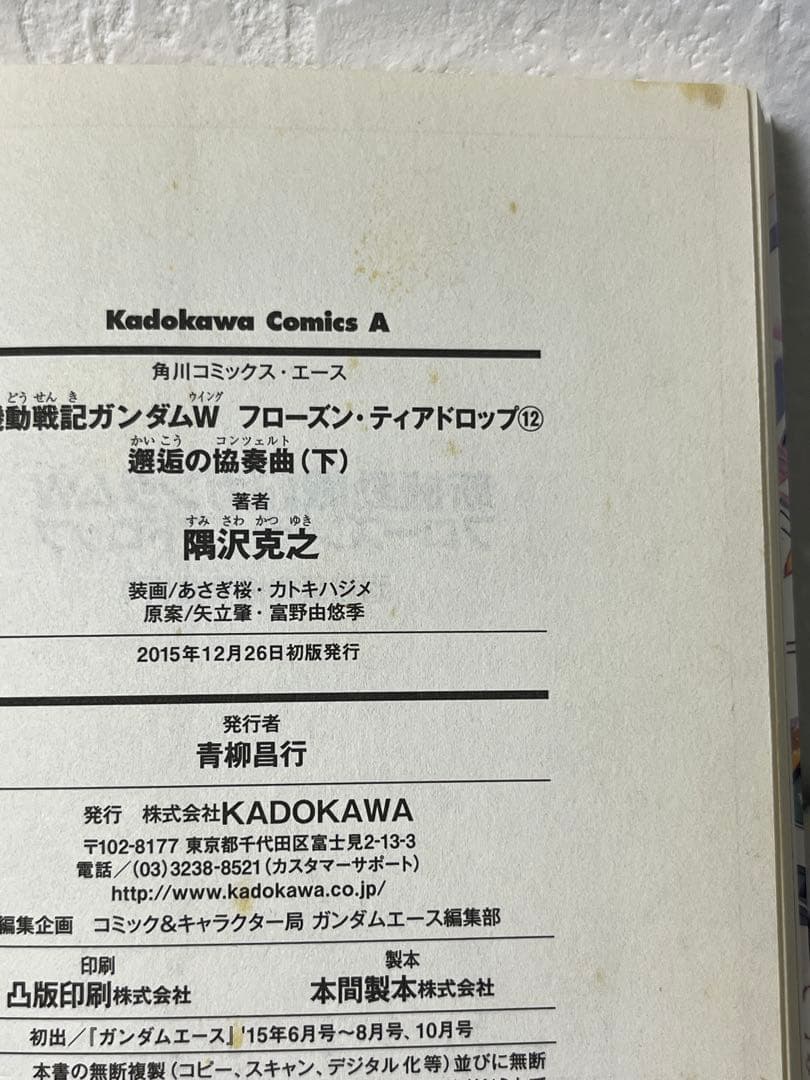 Kadokawa Comics A
角川コミックス・エース
どうせんき ウイング
動戦記ガンダムW フローズン・ティアドロップ⑫
かいこう コンツェルト
邂逅の協奏曲(下)
著者
すみさわかつゆき
隅沢克之
装画/あさぎ桜・カトキハジメ
原案/矢立肇・富野由悠季
2015年12月26日初版発行
発行者
青柳昌行
発行 株式会社KADOKAWA
〒102-8177 東京都千代田区富士見2-13-3
電話/(03)3238-8521(カスタマーサポート)
http://www.kadokawa.co.jp/
編集企画 コミック&キャラクター局 ガンダムエース編集部
印刷 製本
凸版印刷株式会社 本間製本株式会社
初出/『ガンダムエース』'15年6月号〜8月号、10月号
本書の無断複製(コピー、スキャン、デジタル化等)並びに無断